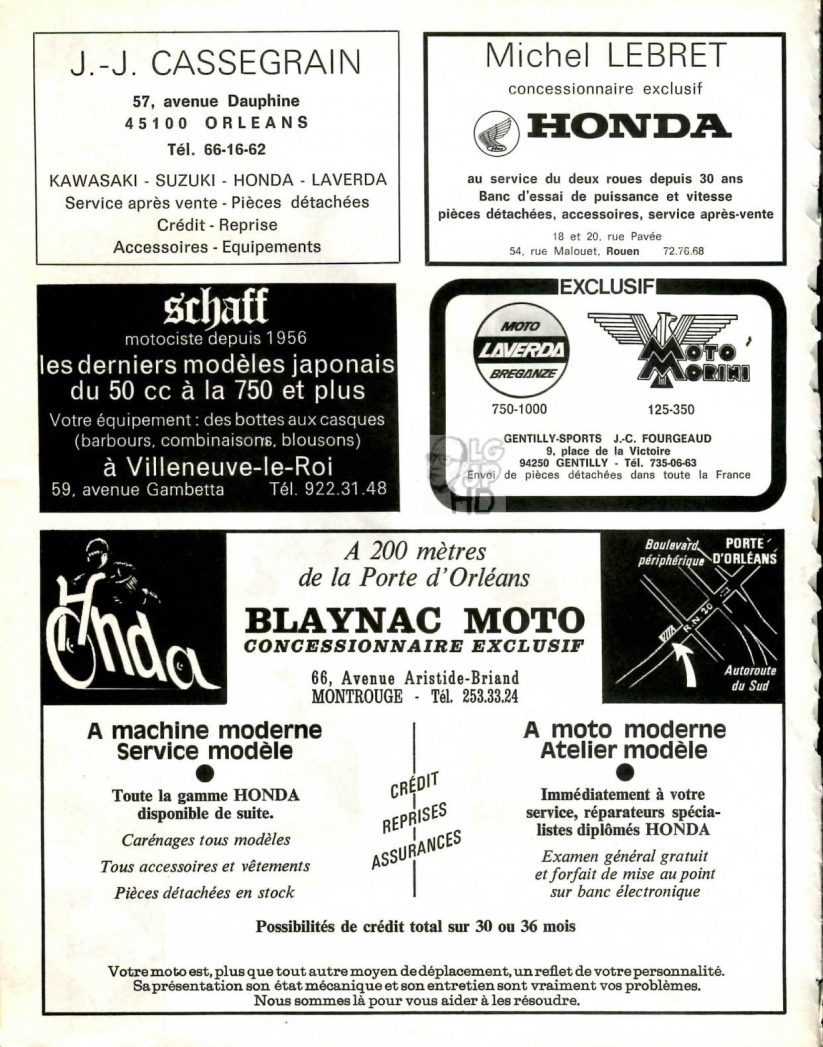 J.-J. CASSEGRAIN
57, avenue Dauphine
45100 ORLEANS
Tél. 66-16-62
KAWASAKI - SUZUKI - HONDA - LAVERDA
Service après vente - Pièces détachées
Crédit - Reprise
Accessoires - Equipements
Michel LEBRET
concessionnaire exclusif
HONDA
au service du deux roues depuis 30 ans
Banc d'essai de puissance et vitesse
pièces détachées, accessoires, service après-vente
18 et 20, rue Pavée
54, rue Malouet, Rouen 72.76.68
schaff
motociste depuis 1956
les derniers modèles japonais
du 50 cc à la 750 et plus
Votre équipement : des bottes aux casques
(barbours, combinaisons, blousons)
à Villeneuve-le-Roi
59, avenue Gambetta Tél. 922.31.48
EXCLUSIF
MOTO
LAVERDA
BREGANZE
MOTO
MORINI
750-1000
125-350
GENTILLY-SPORTS J.-C. FOURGEAUD
9, place de la Victoire
94250 GENTILLY - Tél. 735-06-63
Envoi de pièces détachées dans toute la France
LG
UP
HD
Honda
A 200 mètres
de la Porte d'Orléans
BLAYNAC MOTO
CONCESSIONNAIRE EXCLUSIF
66, Avenue Aristide-Briand
MONTROUGE - Tél. 253.33.24
Boulevard
périphérique
PORTE
D'ORLÉANS
R.N. 20
Autoroute
du Sud
A machine moderne
Service modèle
Toute la gamme HONDA
disponible de suite.
Carénages tous modèles
Tous accessoires et vêtements
Pièces détachées en stock
CRÉDIT
REPRISES
ASSURANCES
A moto moderne
Atelier modèle
Immédiatement à votre
service, réparateurs spécia-
listes diplômés HONDA
Examen général gratuit
et forfait de mise au point
sur banc électronique
Possibilités de crédit total sur 30 ou 36 mois
Votre moto est, plus que tout autre moyen de déplacement, un reflet de votre personnalité.
Sa présentation son état mécanique et son entretien sont vraiment vos problèmes.
Nous sommes là pour vous aider à les résoudre.